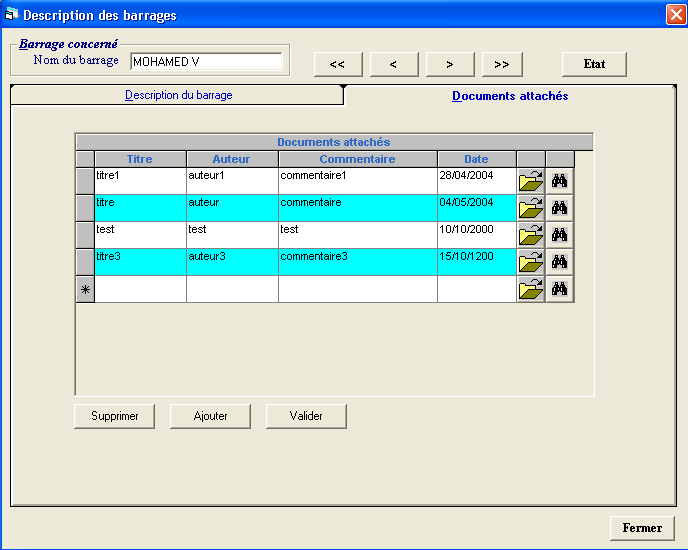 Description des barrages
Barrage concerné
Nom du barrage MOHAMED V
<< < > >> Etat
Description du barrage Documents attachés
Documents attachés
Titre Auteur Commentaire Date
titre1 auteur1 commentaire1 28/04/2004
titre auteur commentaire 04/05/2004
test test test 10/10/2000
titre3 auteur3 commentaire3 15/10/1200
*
Supprimer Ajouter Valider
Fermer